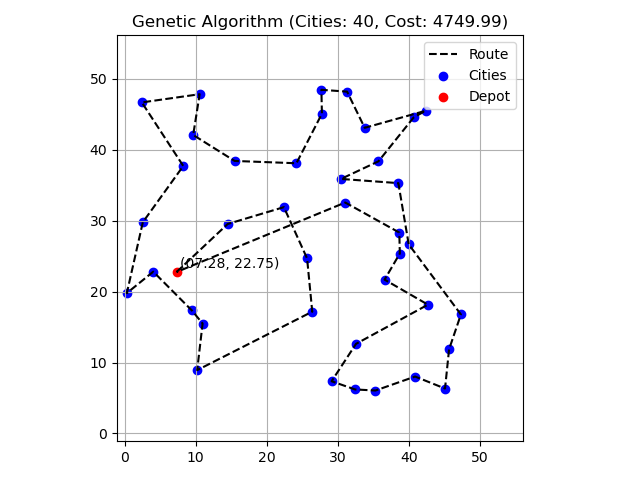 Genetic Algorithm (Cities: 40, Cost: 4749.99)
Route
Cities
Depot
50
40
30
20
10
0
(07.28, 22.75)
0 10 20 30 40 50